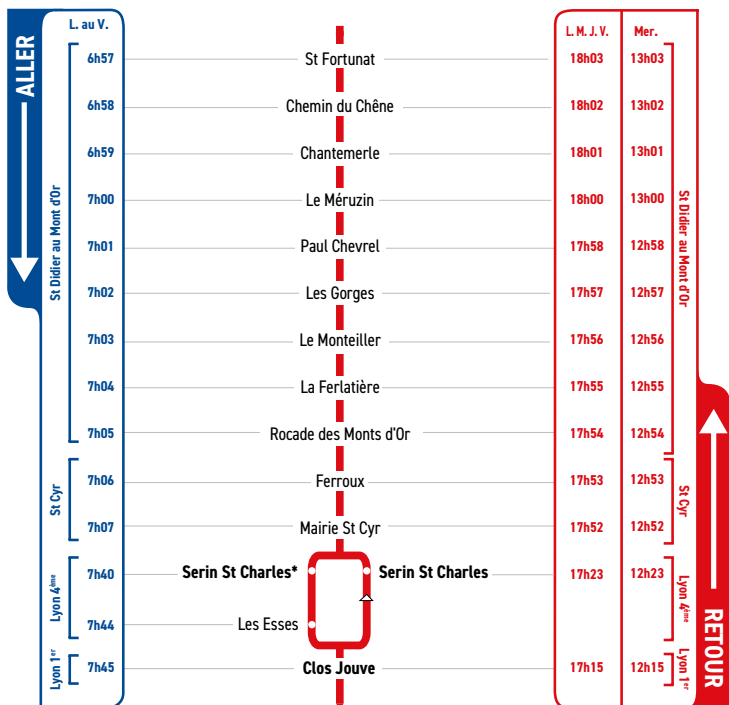 ALLER
L. au V.
L. M. J. V. Mer.
6h57 St Fortunat 18h03 13h03
6h58 Chemin du Chêne 18h02 13h02
6h59 Chantemerle 18h01 13h01
7h00 Le Méruzin 18h00 13h00
7h01 Paul Chevrel 17h58 12h58
7h02 Les Gorges 17h57 12h57
7h03 Le Monteiller 17h56 12h56
7h04 La Ferlatière 17h55 12h55
7h05 Rocade des Monts d'Or 17h54 12h54
St Didier au Mont d'Or
St Didier au Mont d'Or
7h06 Ferroux 17h53 12h53
7h07 Mairie St Cyr 17h52 12h52
St Cyr
St Cyr
7h40 Serin St Charles* Serin St Charles 17h23 12h23
7h44 Les Esses
Lyon 4ème
Lyon 4ème
7h45 Clos Jouve 17h15 12h15
Lyon 1er
Lyon 1er
RETOUR